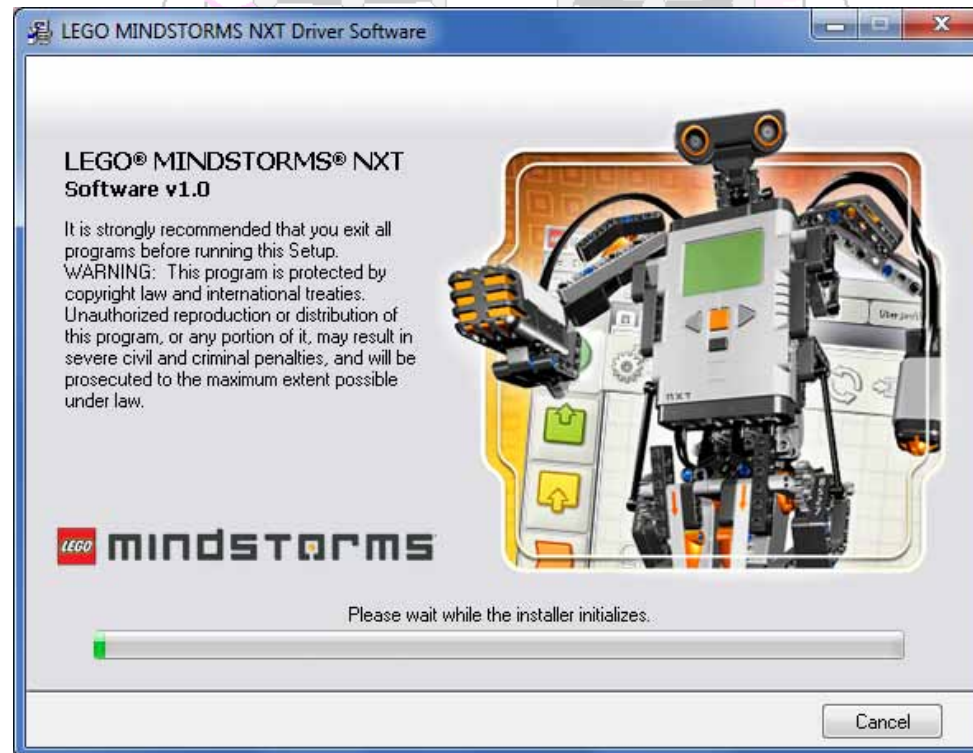 LEGO MINDSTORMS NXT Driver Software
LEGO® MINDSTORMS® NXT
Software v1.0
It is strongly recommended that you exit all
programs before running this Setup.
WARNING: This program is protected by
copyright law and international treaties.
Unauthorized reproduction or distribution of
this program, or any portion of it, may result in
severe civil and criminal penalties, and will be
prosecuted to the maximum extent possible
under law.
NXT
LEGO mindstorms
Please wait while the installer initializes.
Cancel